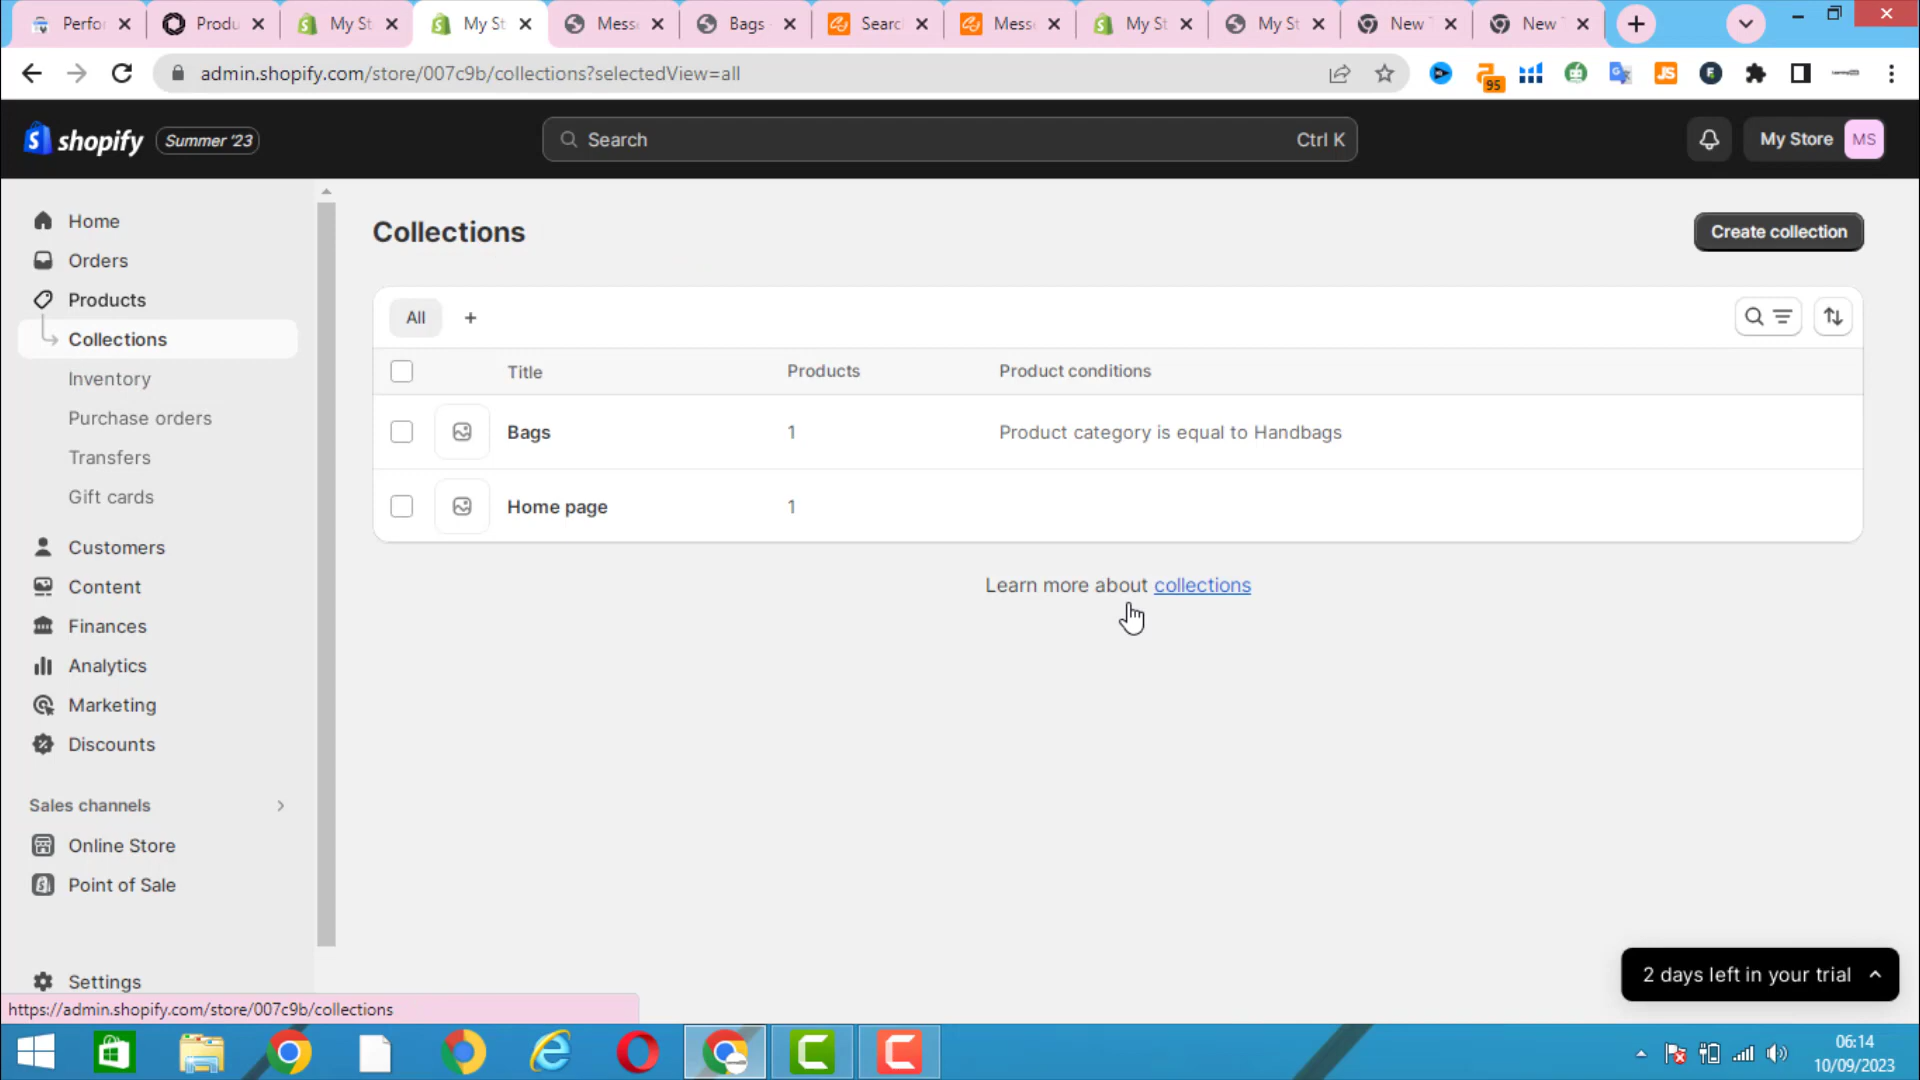 Perfor
Produ
My St
My St
Messe
Bags
Searc
Messe
My St
My St
New T
New T
admin.shopify.com/store/007c9b/collections?selectedView=all
95
JS
shopify
Summer '23
Search
Ctrl K
My Store
MS
Home
Orders
Products
Collections
Inventory
Purchase orders
Transfers
Gift cards
Customers
Content
Finances
Analytics
Marketing
Discounts
Sales channels
Online Store
Point of Sale
Settings
Collections
Create collection
All
+
Title
Products
Product conditions
Bags
1
Product category is equal to Handbags
Home page
1
Learn more about collections
2 days left in your trial
https://admin.shopify.com/store/007c9b/collections
06:14
10/09/2023